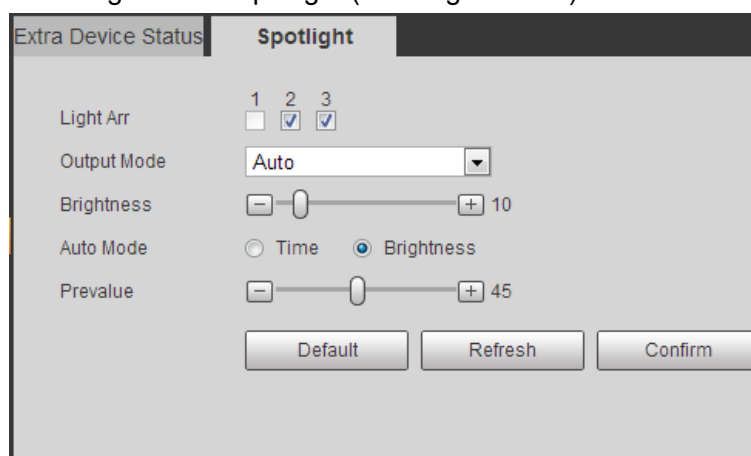 Extra Device Status Spotlight
1 2 3
Light Arr
Output Mode Auto
Brightness 10
Auto Mode Time Brightness
Prevalue 45
Default Refresh Confirm